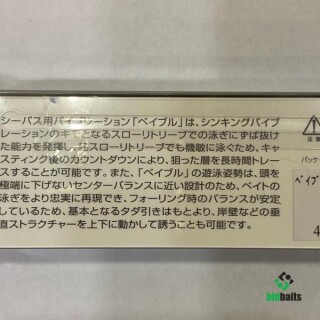 シーバス用バイブレーション「ベイブル」は、シンキングバイブ
レーションのキモとなるスローリトリーブでの泳ぎにずば抜け
た能力を発揮し、超スローリトリーブでも機敏に泳ぐため、キャ
スティング後のカウントダウンにより、狙った層を長時間トレー
スすることが可能です。また、「ベイブル」の遊泳姿勢は、頭を
極端に下げないセンターバランスに近い設計のため、ベイトの
泳ぎをより忠実に再現でき、フォーリング時のバランスが安定
しているため、基本となるタダ引きはもとより、岸壁などの垂
直ストラクチャーを上下に動かして誘うことも可能です。
注意
パック
ベイブ
4
bigbaits